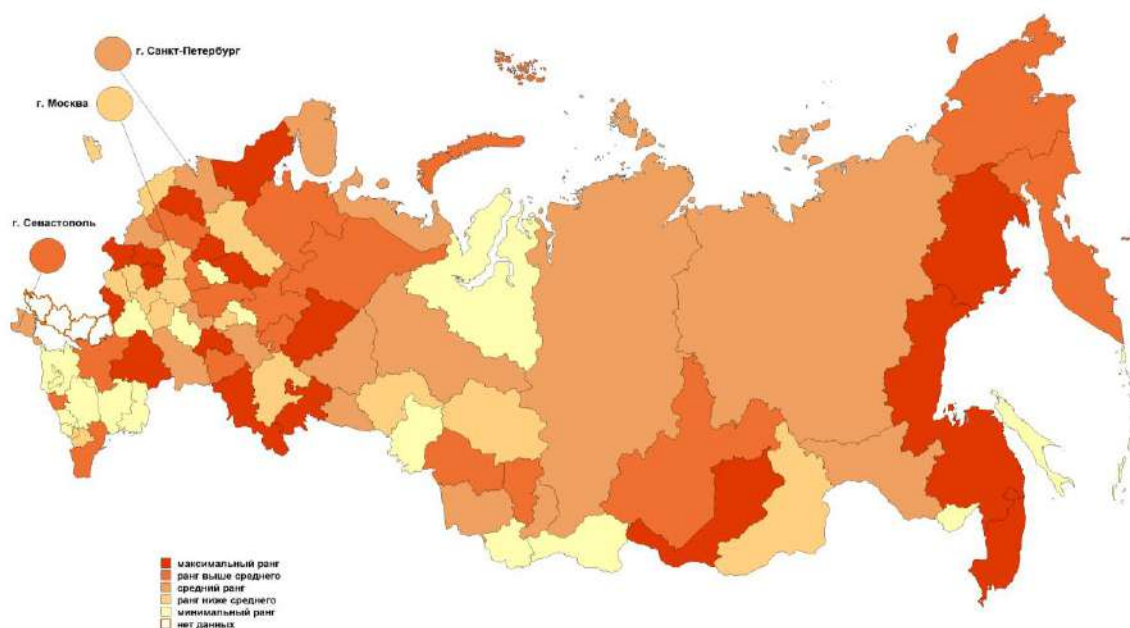 г. Санкт-Петербург
г. Москва
г. Севастополь
максимальный ранг
ранг выше среднего
средний ранг
ранг ниже среднего
минимальный ранг
нет данных